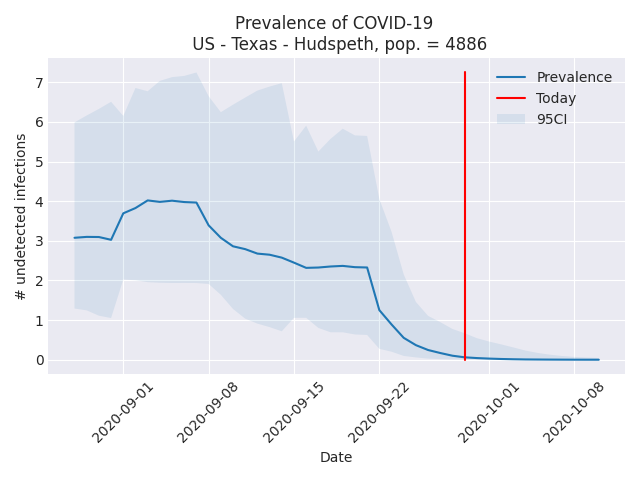 Prevalence of COVID-19
US - Texas - Hudspeth, pop. = 4886
Prevalence
Today
95CI
# undetected infections
7
6
5
4
3
2
1
0
2020-09-01
2020-09-08
2020-09-15
2020-09-22
2020-10-01
2020-10-08
Date